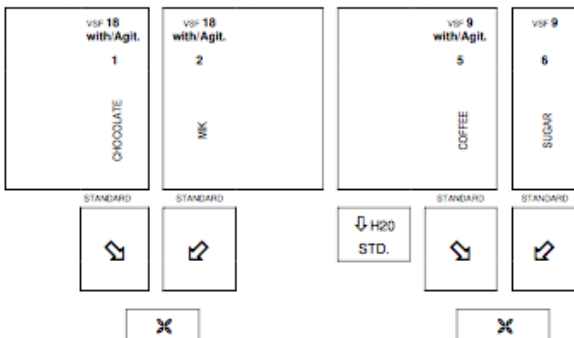 VSF 18
with/Agit.
1
CHOCOLATE
VSF 18
with/Agit.
2
MIK
VSF 9
with/Agit.
5
COFFEE
VSF 9
6
SUGAR
STANDARD
STANDARD
STANDARD
STANDARD
H20
STD.